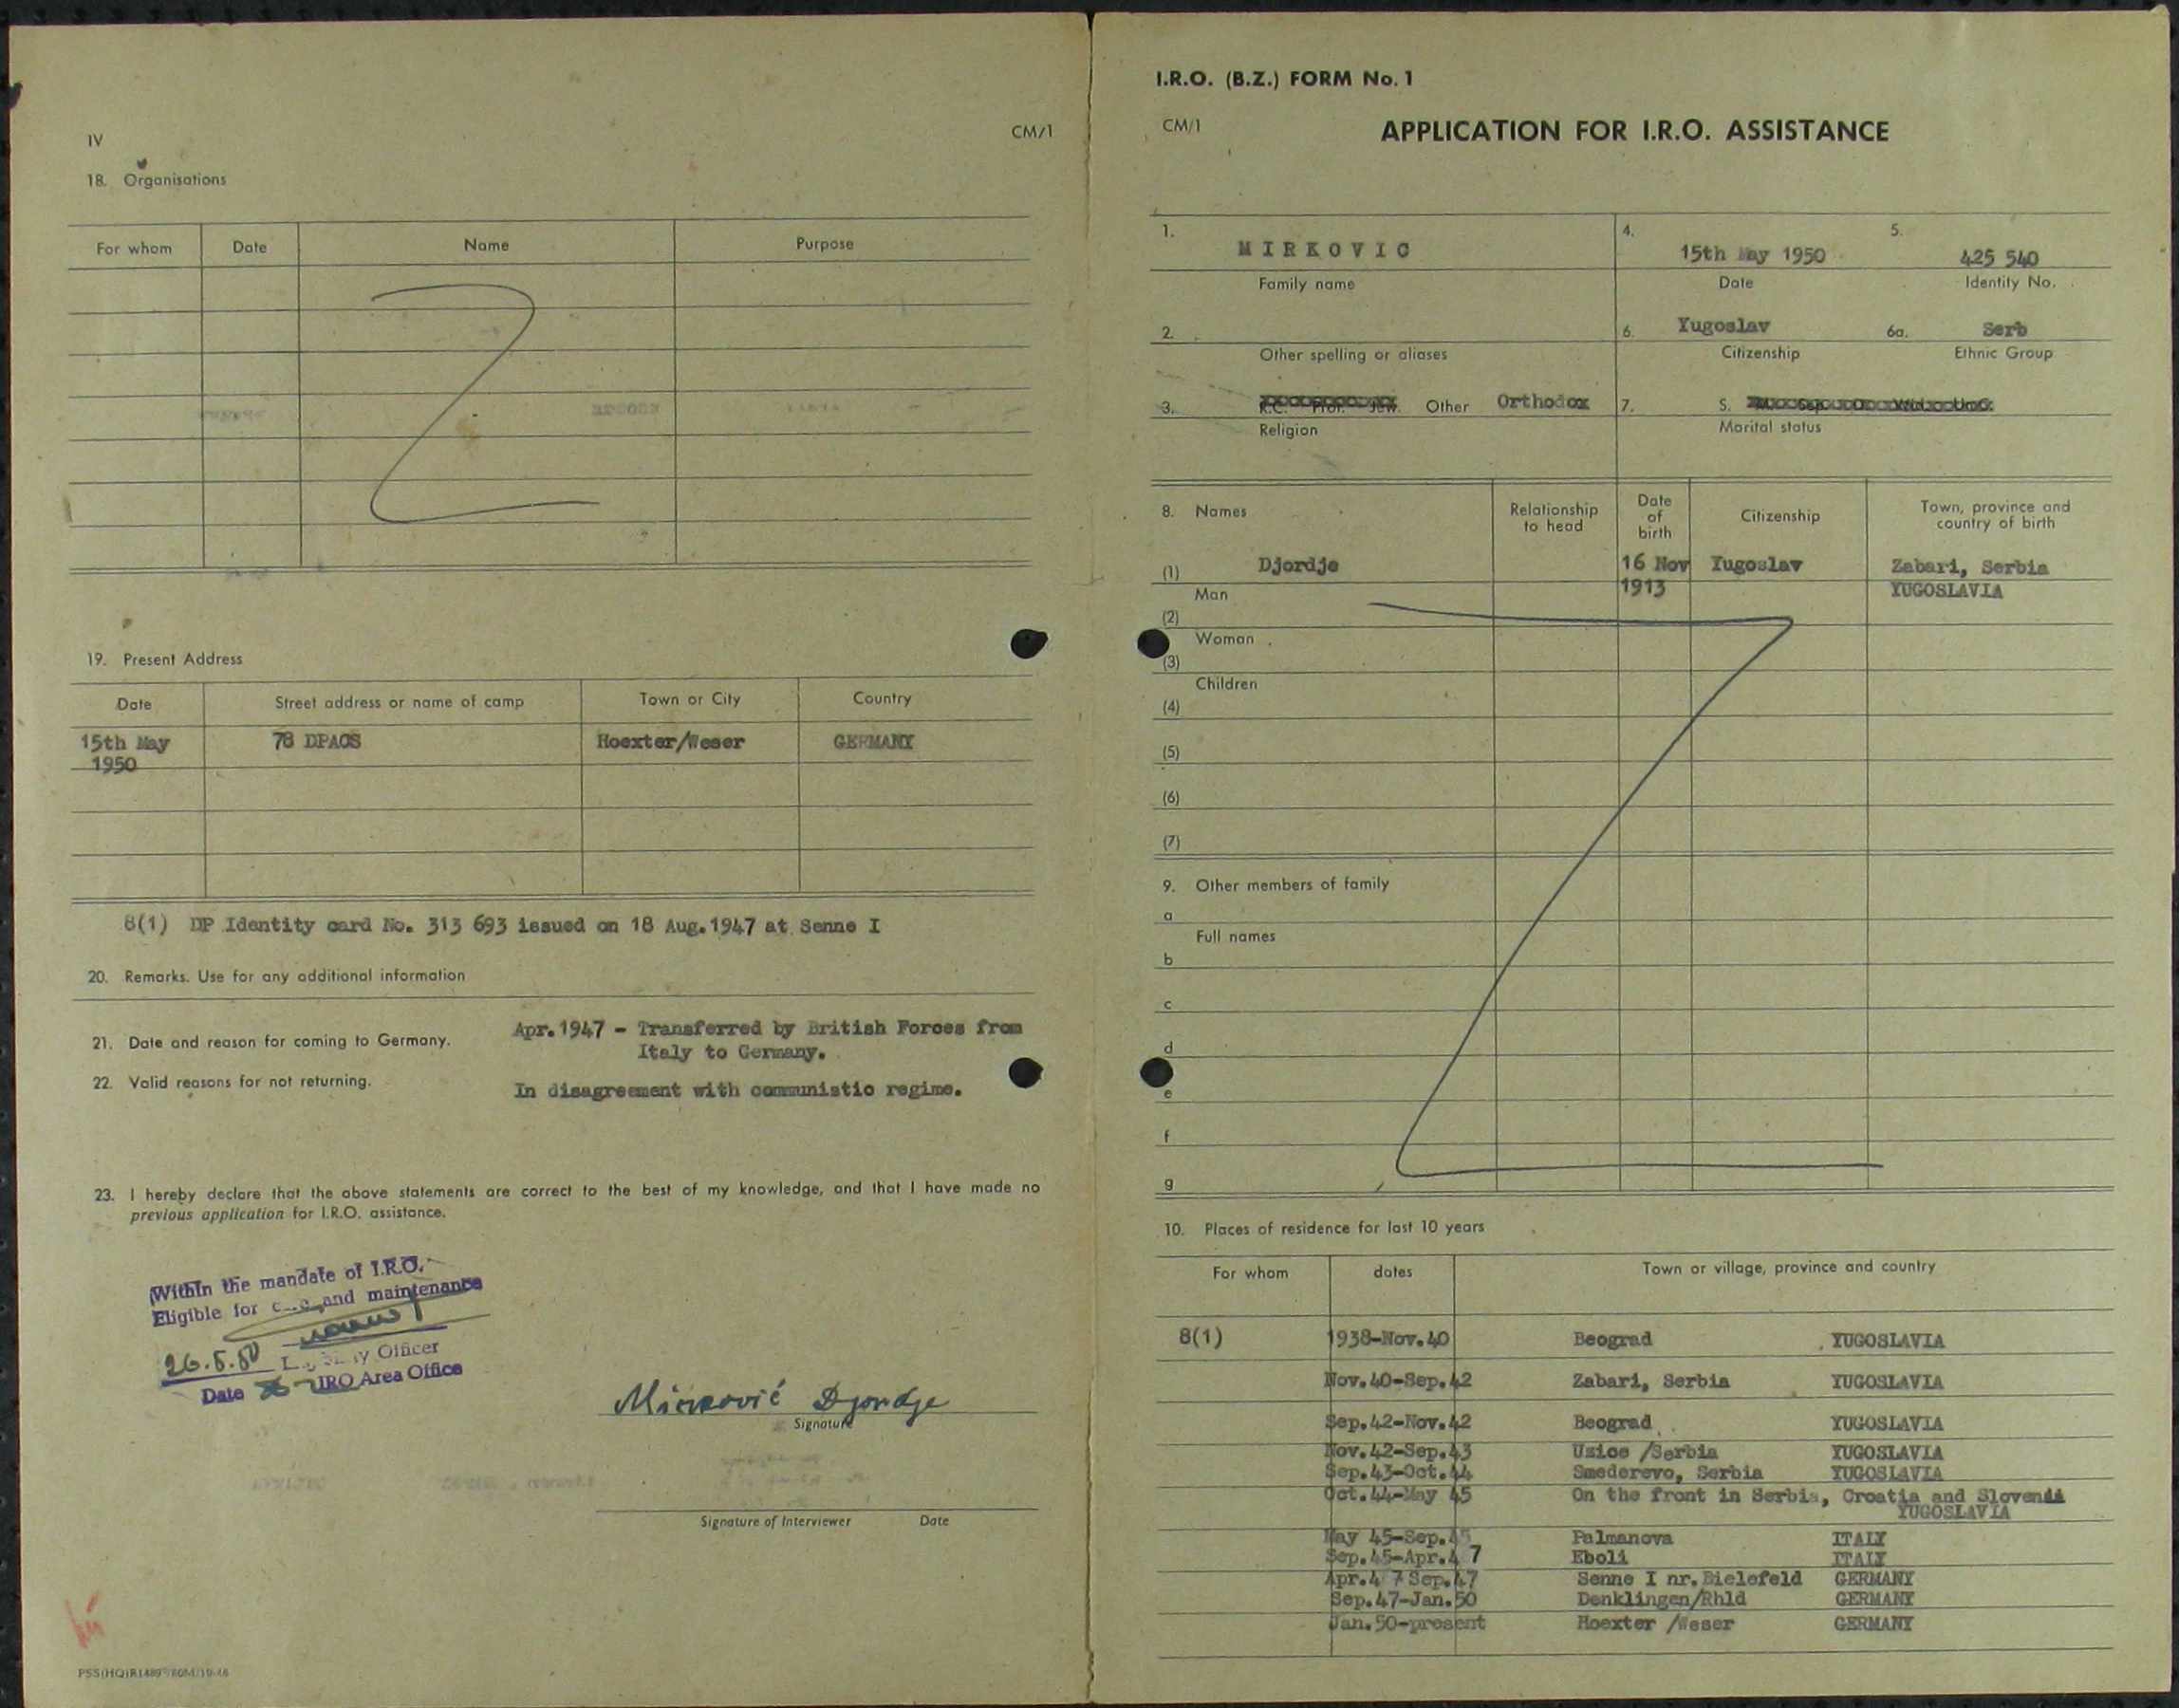 IV
CM/1
18. Organisations
For whom Date Name Purpose
19. Present Address
Date Street address or name of camp Town or City Country
15th May 78 DPACS Hoexter/Weser GERMANY
1950
8(1) DP Identity card No. 313 693 issued on 18 Aug.1947 at Senne I
20. Remarks. Use for any additional information
21. Date and reason for coming to Germany. Apr.1947 - Transferred by British Forces from
Italy to Germany.
22. Valid reasons for not returning. In disagreement with communistic regime.
23. I hereby declare that the above statements are correct to the best of my knowledge, and that I have made no
previous application for I.R.O. assistance.
Within the mandate of I.R.O.
Eligible for and maintenance
26.5.50 Officer
Date IRO Area Office
Mirković Djordje
Signature
Signature of Interviewer Date
I.R.O. (B.Z.) FORM No. 1
CM/1 APPLICATION FOR I.R.O. ASSISTANCE
1. MIRKOVIC 4. 15th May 1950 5. 425 540
Family name Date Identity No.
2. 6. Yugoslav 6a. Serb
Other spelling or aliases Citizenship Ethnic Group
3. R.C. Prot. Jew. Other Orthodox 7. S.
Religion Marital status
8. Names Relationship to head Date of birth Citizenship Town, province and country of birth
(1) Djordje 16 Nov Yugoslav Zabari, Serbia
Man 1913 YUGOSLAVIA
(2)
Woman
(3)
Children
(4)
(5)
(6)
(7)
9. Other members of family
a
Full names
b
c
d
e
f
g
10. Places of residence for last 10 years
For whom dates Town or village, province and country
8(1) 1938-Nov.40 Beograd YUGOSLAVIA
Nov.40-Sep.42 Zabari, Serbia YUGOSLAVIA
Sep.42-Nov.42 Beograd YUGOSLAVIA
Nov.42-Sep.43 Uzice /Serbia YUGOSLAVIA
Sep.43-Oct.44 Smederevo, Serbia YUGOSLAVIA
Oct.44-May 45 On the front in Serbia, Croatia and Slovenia
YUGOSLAVIA
May 45-Sep.45 Palmanova ITALY
Sep.45-Apr.47 Eboli ITALY
Apr.47 Sep.47 Senne I nr.Bielefeld GERMANY
Sep.47-Jan.50 Denklingen/Rhld GERMANY
Jan.50-present Hoexter /Weser GERMANY